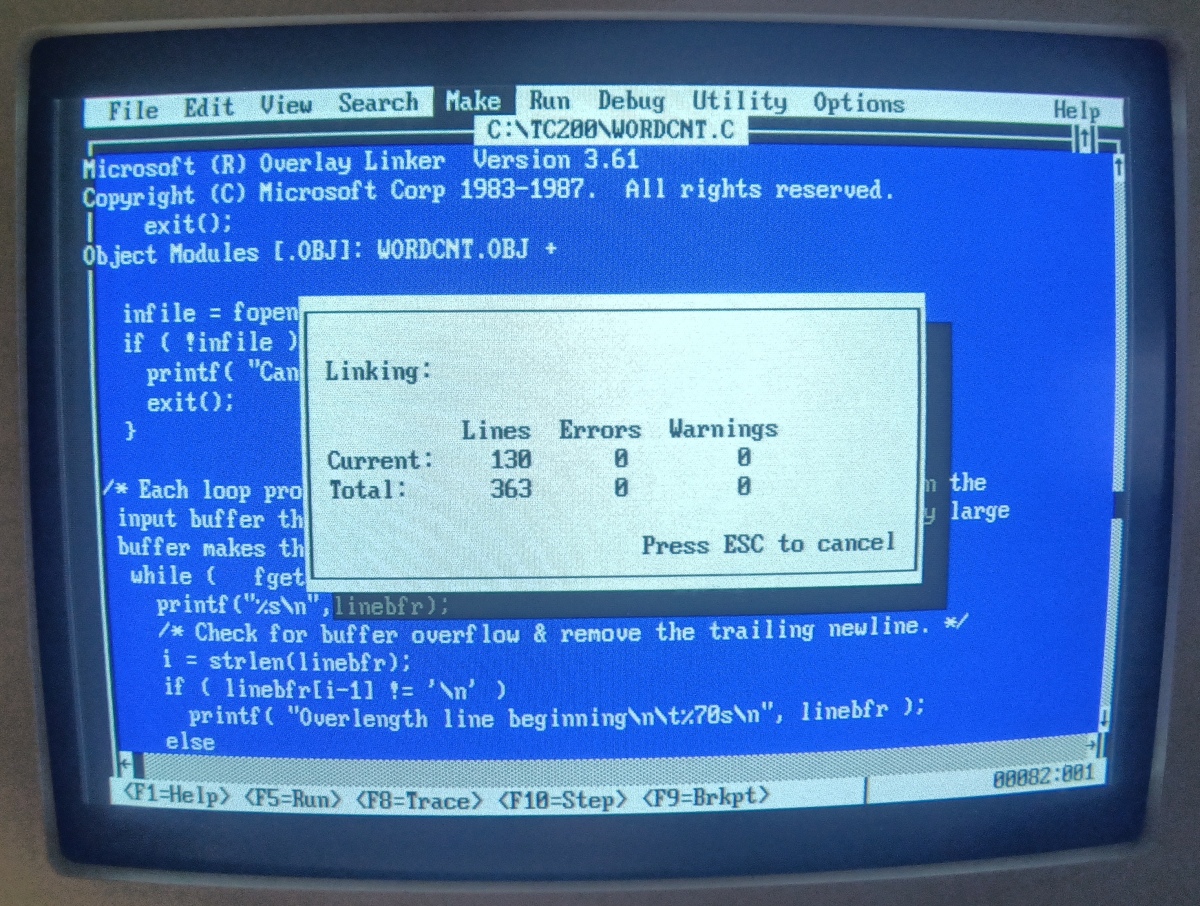 File Edit View Search Make Run Debug Utility Options Help
C:\TC200\WORDCNT.C
Microsoft (R) Overlay Linker Version 3.61
Copyright (C) Microsoft Corp 1983-1987. All rights reserved.
exit();
Object Modules [.OBJ]: WORDCNT.OBJ +
infile = fopen
if ( !infile )
printf( "Can
exit();
}
Linking:
Lines Errors Warnings
Current: 130 0 0
Total: 363 0 0
Press ESC to cancel
/* Each loop pro n the
input buffer th y large
buffer makes th
while ( fget
printf("%s\n",linebfr);
/* Check for buffer overflow & remove the trailing newline. */
i = strlen(linebfr);
if ( linebfr[i-1] != '\n' )
printf( "Overlength line beginning\n\t%70s\n", linebfr );
else
<F1=Help> <F5=Run> <F8=Trace> <F10=Step> <F9=Brkpt> 00082:001